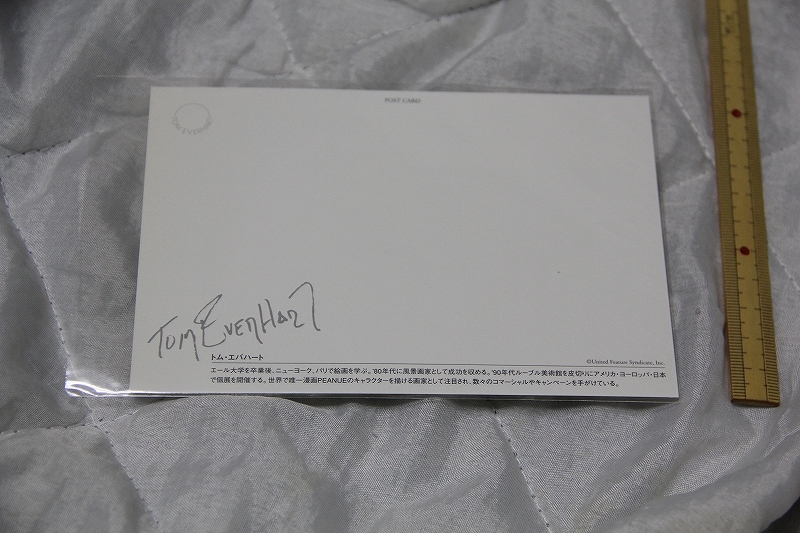 POST CARD
TOM EVERHART
Tom Everhart
トム・エバハート
©United Feature Syndicate, Inc.
エール大学を卒業後、ニューヨーク、パリで絵画を学ぶ。'80年代に風景画家として成功を収める。'90年代ルーブル美術館を皮切りにアメリカ・ヨーロッパ・日本
で個展を開催する。世界で唯一漫画PEANUEのキャラクターを描ける画家として注目され、数々のコマーシャルやキャンペーンを手がけている。